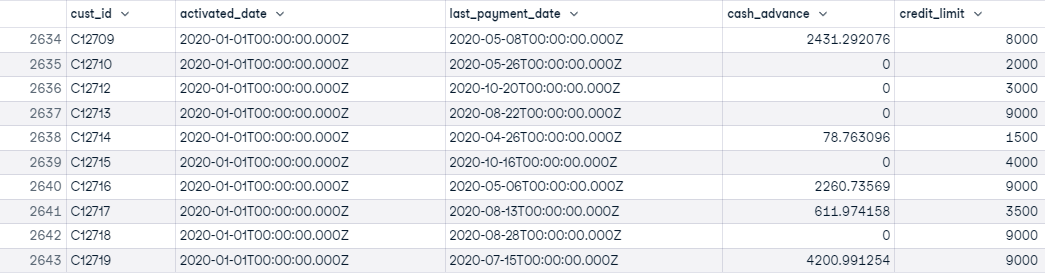 cust_id activated_date last_payment_date cash_advance credit_limit
2634 C12709 2020-01-01T00:00:00.000Z 2020-05-08T00:00:00.000Z 2431.292076 8000
2635 C12710 2020-01-01T00:00:00.000Z 2020-05-26T00:00:00.000Z 0 2000
2636 C12712 2020-01-01T00:00:00.000Z 2020-10-20T00:00:00.000Z 0 3000
2637 C12713 2020-01-01T00:00:00.000Z 2020-08-22T00:00:00.000Z 0 9000
2638 C12714 2020-01-01T00:00:00.000Z 2020-04-26T00:00:00.000Z 78.763096 1500
2639 C12715 2020-01-01T00:00:00.000Z 2020-10-16T00:00:00.000Z 0 4000
2640 C12716 2020-01-01T00:00:00.000Z 2020-05-06T00:00:00.000Z 2260.73569 9000
2641 C12717 2020-01-01T00:00:00.000Z 2020-08-13T00:00:00.000Z 611.974158 3500
2642 C12718 2020-01-01T00:00:00.000Z 2020-08-28T00:00:00.000Z 0 9000
2643 C12719 2020-01-01T00:00:00.000Z 2020-07-15T00:00:00.000Z 4200.991254 9000